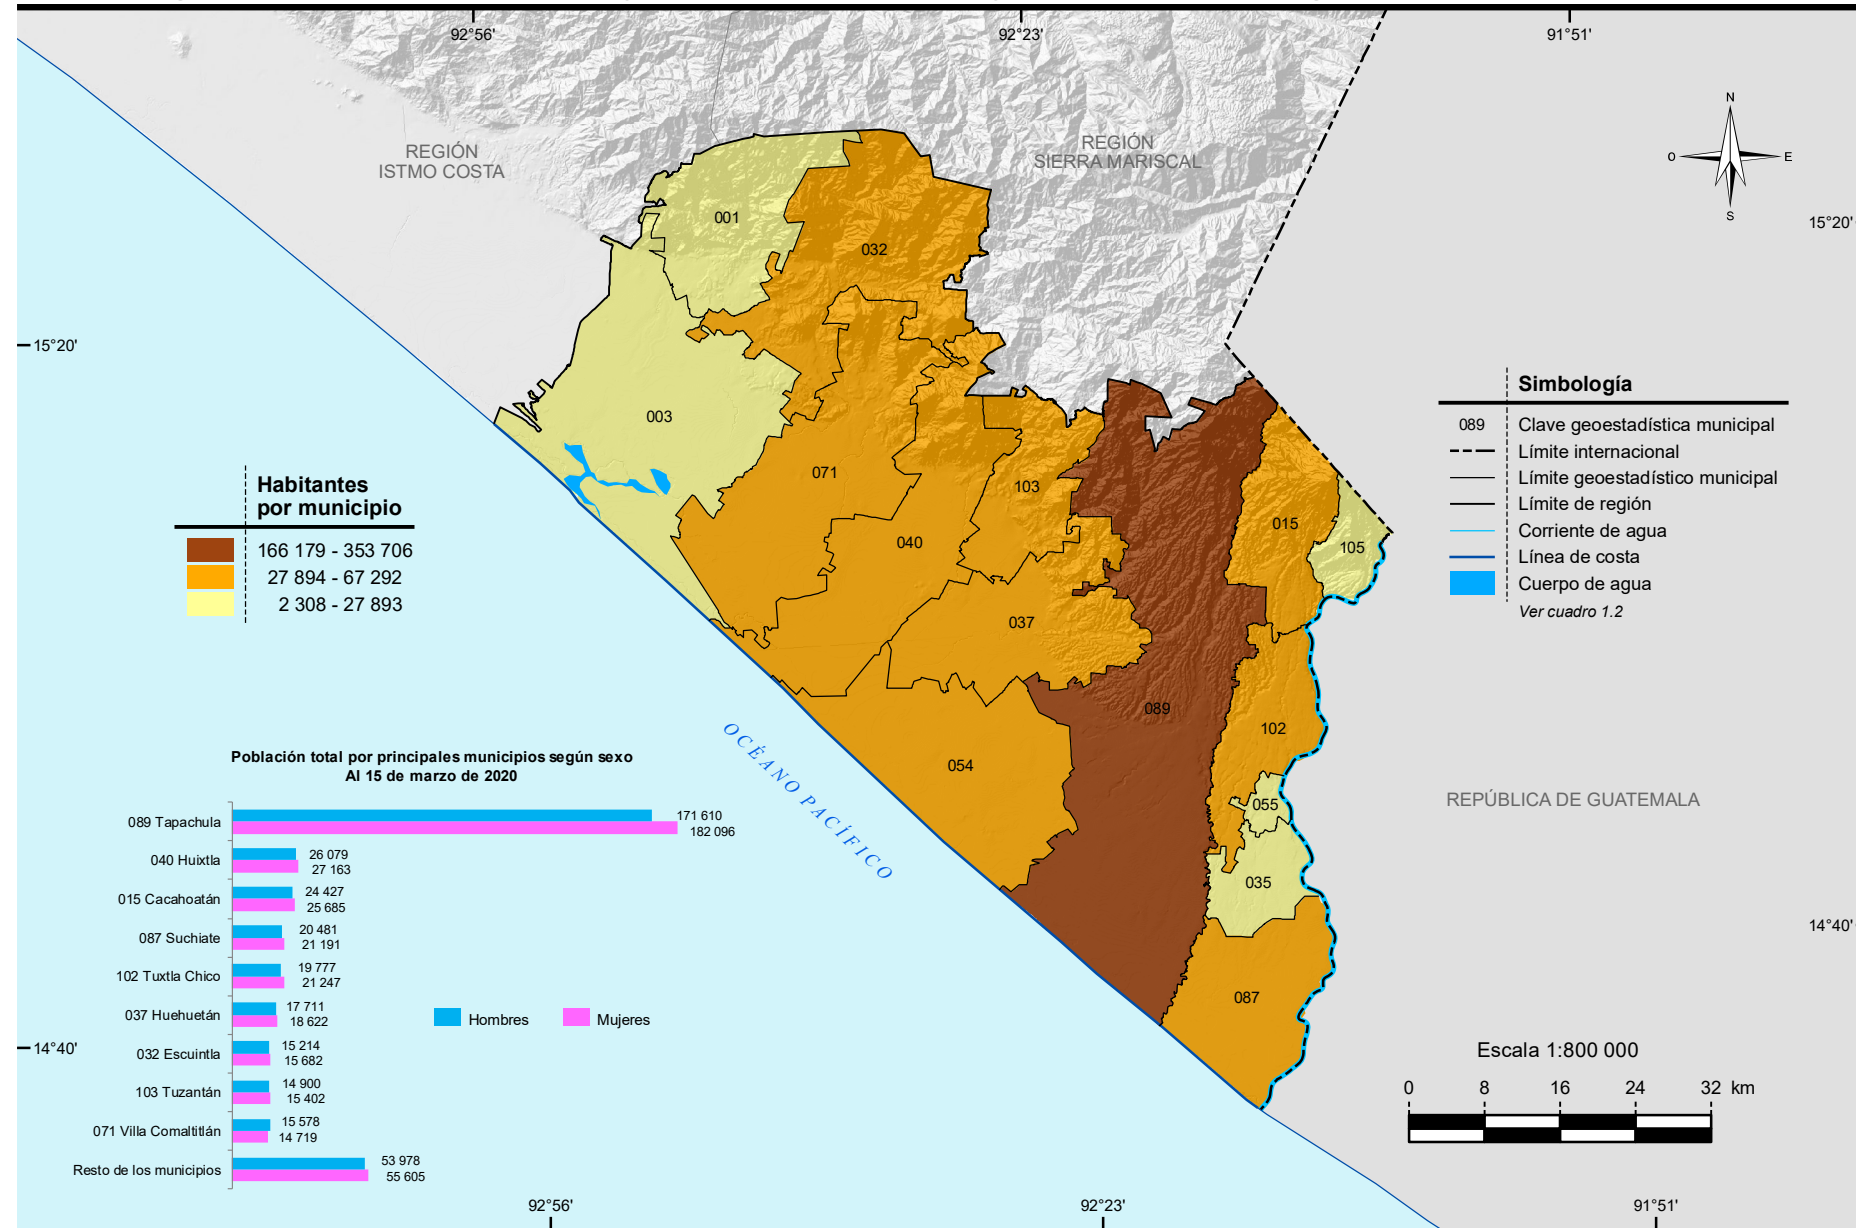 92°56'
92°23'
91°51'
N
O
E
S
REGIÓN
ISTMO COSTA
REGIÓN
SIERRA MARISCAL
15°20'
15°20'
001
032
003
071
103
040
015
105
037
089
102
054
055
035
087
Simbología
089 Clave geoestadística municipal
Límite internacional
Límite geoestadístico municipal
Límite de región
Corriente de agua
Línea de costa
Cuerpo de agua
Ver cuadro 1.2
Habitantes
por municipio
166 179 - 353 706
27 894 - 67 292
2 308 - 27 893
OCÉANO PACÍFICO
REPÚBLICA DE GUATEMALA
Población total por principales municipios según sexo
Al 15 de marzo de 2020
089 Tapachula
171 610
182 096
040 Huixtla
26 079
27 163
015 Cacahoatán
24 427
25 685
087 Suchiate
20 481
21 191
102 Tuxtla Chico
19 777
21 247
037 Huehuetán
17 711
18 622
032 Escuintla
15 214
15 682
103 Tuzantán
14 900
15 402
071 Villa Comaltitlán
15 578
14 719
Resto de los municipios
53 978
55 605
Hombres
Mujeres
14°40'
14°40'
Escala 1:800 000
0 8 16 24 32 km
92°56'
92°23'
91°51'